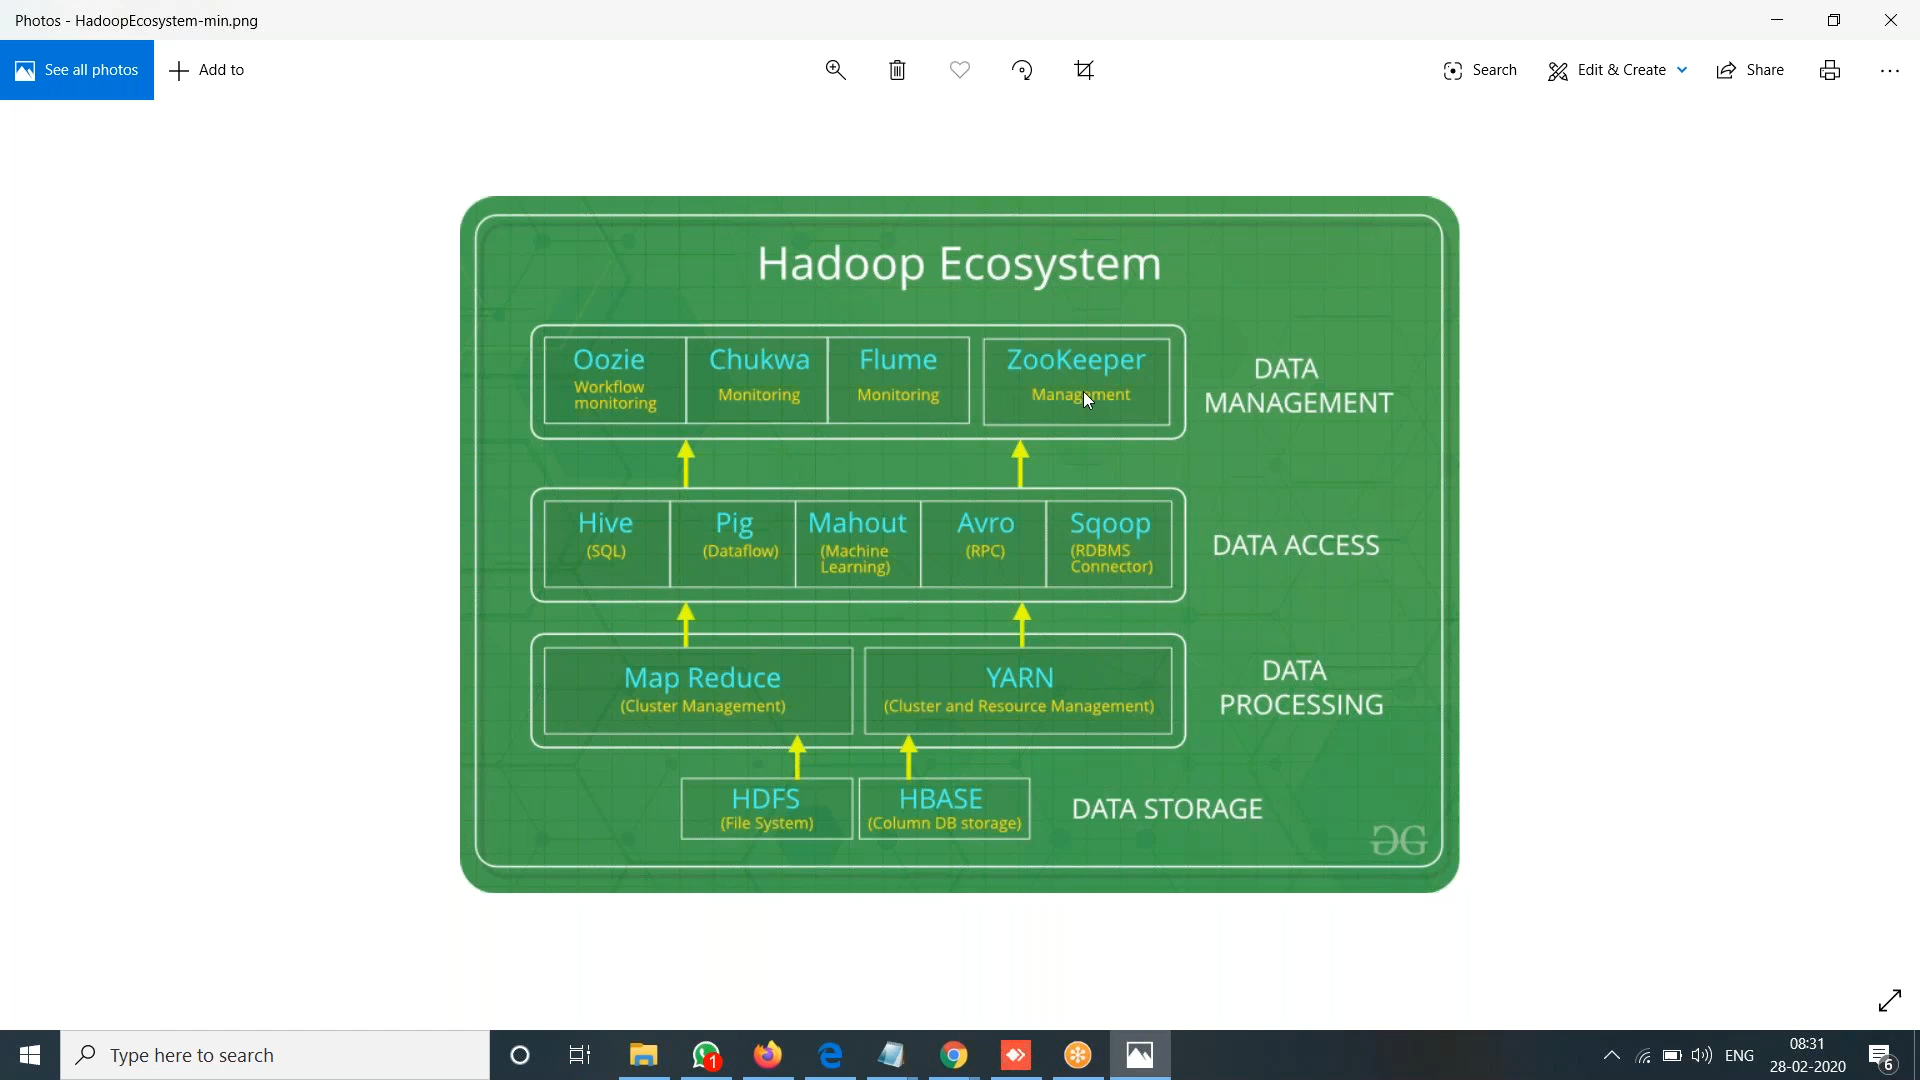 Photos - HadoopEcosystem-min.png
See all photos
Add to
Search
Edit & Create
Share
Hadoop Ecosystem
Oozie
Workflow
monitoring
Chukwa
Monitoring
Flume
Monitoring
ZooKeeper
Management
DATA
MANAGEMENT
Hive
(SQL)
Pig
(Dataflow)
Mahout
(Machine
Learning)
Avro
(RPC)
Sqoop
(RDBMS
Connector)
DATA ACCESS
Map Reduce
(Cluster Management)
YARN
(Cluster and Resource Management)
DATA
PROCESSING
HDFS
(File System)
HBASE
(Column DB storage)
DATA STORAGE
Type here to search
1
ENG
08:31
28-02-2020
6